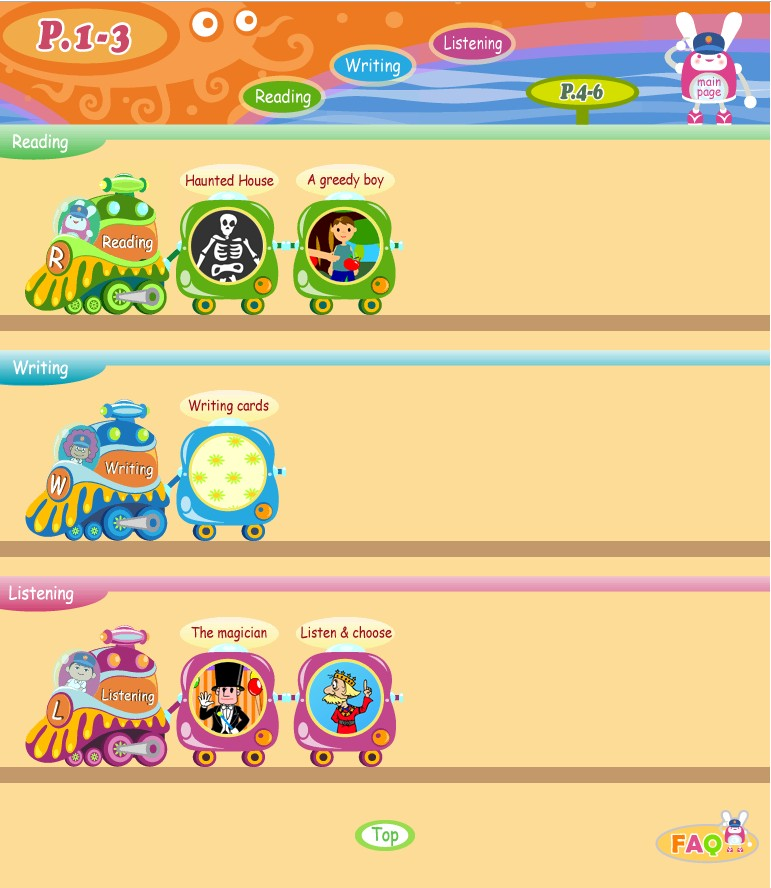 P.1-3
Listening
Writing
Reading
P.4-6
main
page
Reading
Haunted House
A greedy boy
Reading
R
Writing
Writing cards
Writing
W
Listening
The magician
Listen & choose
Listening
L
Top
FAQ